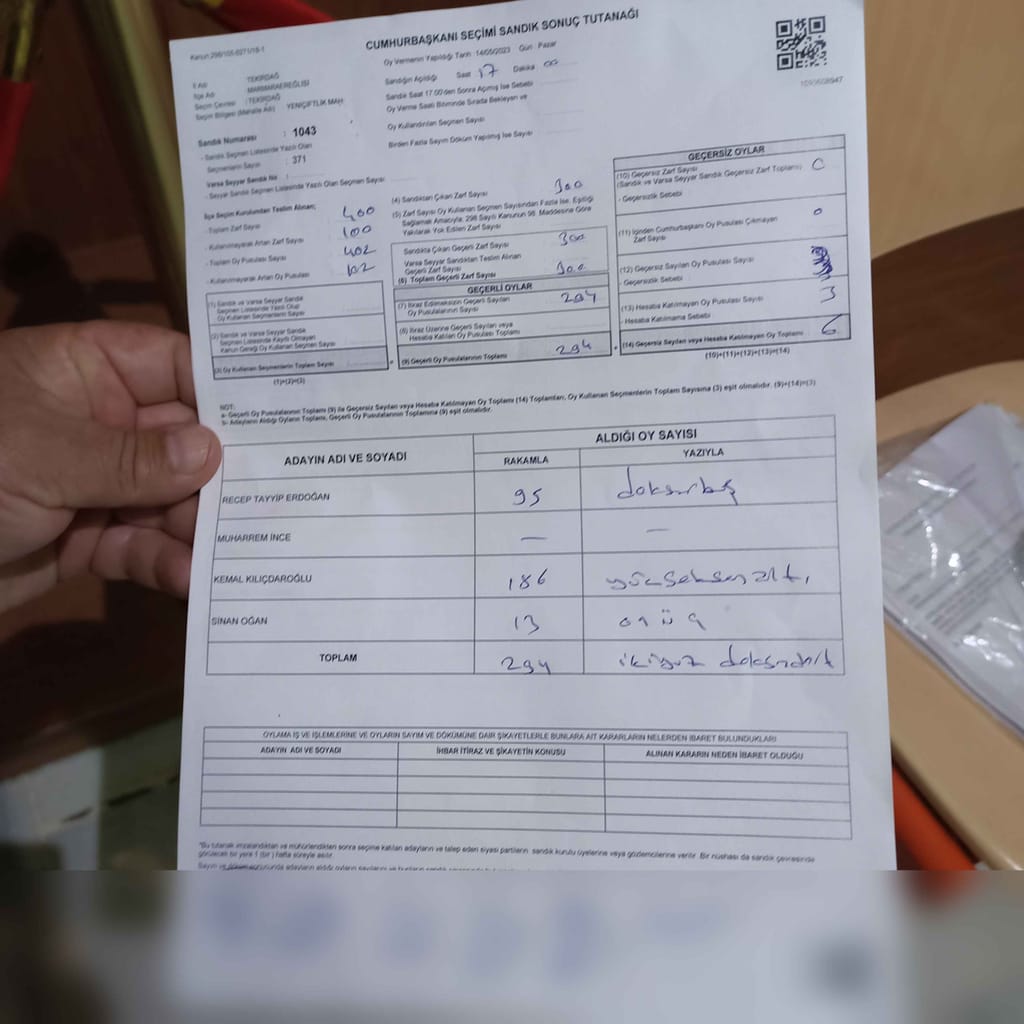 Kanun:298/105-0271/18-1
CUMHURBAŞKANI SEÇİMİ SANDIK SONUÇ TUTANAĞI
Oy Vermenin Yapıldığı Tarih : 14/05/2023 Gün : Pazar
Sandığın Açıldığı Saat 17 Dakika 00
Sandık Saat 17.00'den Sonra Açılmış İse Sebebi
Oy Verme Saati Bitiminde Sırada Bekleyen ve
Oy Kullandırılan Seçmen Sayısı
Birden Fazla Sayım Döküm Yapılmış İse Sayısı
İl Adı : TEKİRDAĞ
İlçe Adı : MARMARAEREĞLİSİ
Seçim Çevresi : TEKİRDAĞ
Seçim Bölgesi (Mahalle Adı) : YENİÇİFTLİK MAH.
Sandık Numarası : 1043
- Sandık Seçmen Listesinde Yazılı Olan
Seçmenlerin Sayısı : 371
Varsa Seyyar Sandık No :
- Seyyar Sandık Seçmen Listesinde Yazılı Olan Seçmen Sayısı
İlçe Seçim Kurulundan Teslim Alınan;
- Toplam Zarf Sayısı 400
- Kullanılmayarak Artan Zarf Sayısı 100
- Toplam Oy Pusulası Sayısı 402
- Kullanılmayarak Artan Oy Pusulası 102
(1) Sandık ve Varsa Seyyar Sandık
Seçmen Listesinde Yazılı Olup
Oy Kullanan Seçmenlerin Sayısı
(2) Sandık ve Varsa Seyyar Sandık
Seçmen Listesinde Kayıtlı Olmayan
Kanun Gereği Oy Kullanan Seçmen Sayısı
(3) Oy Kullanan Seçmenlerin Toplam Sayısı
(1)+(2)=(3)
(4) Sandıktan Çıkan Zarf Sayısı 300
(5) Zarf Sayısı Oy Kullanan Seçmen Sayısından Fazla İse, Eşitliği
Sağlamak Amacıyla, 298 Sayılı Kanunun 98. Maddesine Göre
Yakılarak Yok Edilen Zarf Sayısı
Sandıkta Çıkan Geçerli Zarf Sayısı 300
Varsa Seyyar Sandıktan Teslim Alınan
Geçerli Zarf Sayısı
(6) Toplam Geçerli Zarf Sayısı 300
GEÇERLİ OYLAR
(7) İtiraz Edilmeksizin Geçerli Sayılan
Oy Pusulalarının Sayısı 294
(8) İtiraz Üzerine Geçerli Sayılan veya
Hesaba Katılan Oy Pusulası Toplamı
(9) Geçerli Oy Pusulalarının Toplamı 294
GEÇERSİZ OYLAR
(10) Geçersiz Zarf Sayısı
(Sandık ve Varsa Seyyar Sandık Geçersiz Zarf Toplamı) 0
- Geçersizlik Sebebi
(11) İçinden Cumhurbaşkanı Oy Pusulası Çıkmayan
Zarf Sayısı 0
(12) Geçersiz Sayılan Oy Pusulası Sayısı
- Geçersizlik Sebebi
(13) Hesaba Katılmayan Oy Pusulası Sayısı 3
- Hesaba Katılmama Sebebi
(14) Geçersiz Sayılan veya Hesaba Katılmayan Oy Toplamı 6
(10)+(11)+(12)+(13)=(14)
NOT:
a- Geçerli Oy Pusulalarının Toplamı (9) ile Geçersiz Sayılan veya Hesaba Katılmayan Oy Toplamı (14) Toplamları, Oy Kullanan Seçmenlerin Toplam Sayısına (3) eşit olmalıdır. (9)+(14)=(3)
b- Adayların Aldığı Oyların Toplamı, Geçerli Oy Pusulalarının Toplamına (9) eşit olmalıdır.
ADAYIN ADI VE SOYADI ALDIĞI OY SAYISI
RAKAMLA YAZIYLA
RECEP TAYYİP ERDOĞAN 95 doksanbeş
MUHARREM İNCE — —
KEMAL KILIÇDAROĞLU 186 yüzseksenaltı
SİNAN OĞAN 13 onüç
TOPLAM 294 ikiyüz doksandört
OYLAMA İŞ VE İŞLEMLERİNE VE OYLARIN SAYIM VE DÖKÜMÜNE DAİR ŞİKAYETLERLE BUNLARA AİT KARARLARIN NELERDEN İBARET BULUNDUKLARI
ADAYIN ADI VE SOYADI İHBAR İTİRAZ VE ŞİKAYETİN KONUSU ALINAN KARARIN NEDEN İBARET OLDUĞU
*Bu tutanak imzalandıktan ve mühürlendikten sonra seçime katılan adayların ve talep eden siyasi partilerin sandık kurulu üyelerine veya gözlemcilerine verilir. Bir nüshası da sandık çevresinde
görülecek bir yere 1 (bir) hafta süreyle asılır.